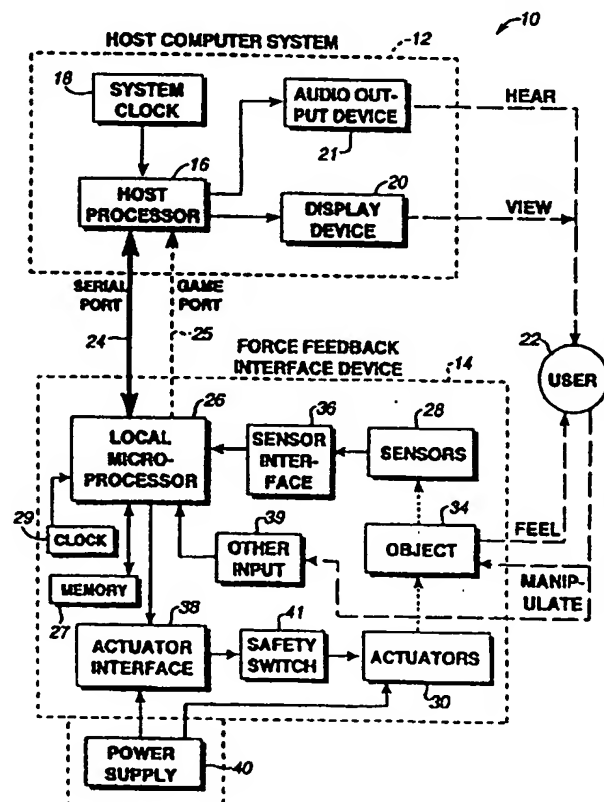 10
HOST COMPUTER SYSTEM
12
18
SYSTEM
CLOCK
AUDIO OUT-
PUT DEVICE
21
HEAR
16
HOST
PROCESSOR
20
DISPLAY
DEVICE
VIEW
SERIAL
PORT
GAME
PORT
24
25
FORCE FEEDBACK
INTERFACE DEVICE
14
22
USER
26
LOCAL
MICRO-
PROCESSOR
36
SENSOR
INTER-
FACE
28
SENSORS
29
CLOCK
39
OTHER
INPUT
34
OBJECT
FEEL
MANIP-
ULATE
MEMORY
27
38
ACTUATOR
INTERFACE
41
SAFETY
SWITCH
ACTUATORS
30
POWER
SUPPLY
40